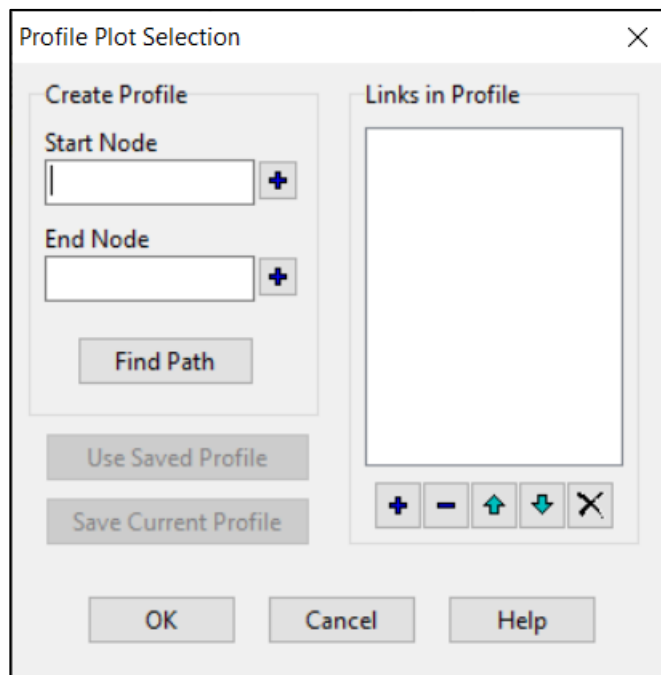 Profile Plot Selection
Create Profile
Start Node
End Node
Find Path
Use Saved Profile
Save Current Profile
Links in Profile
OK
Cancel
Help